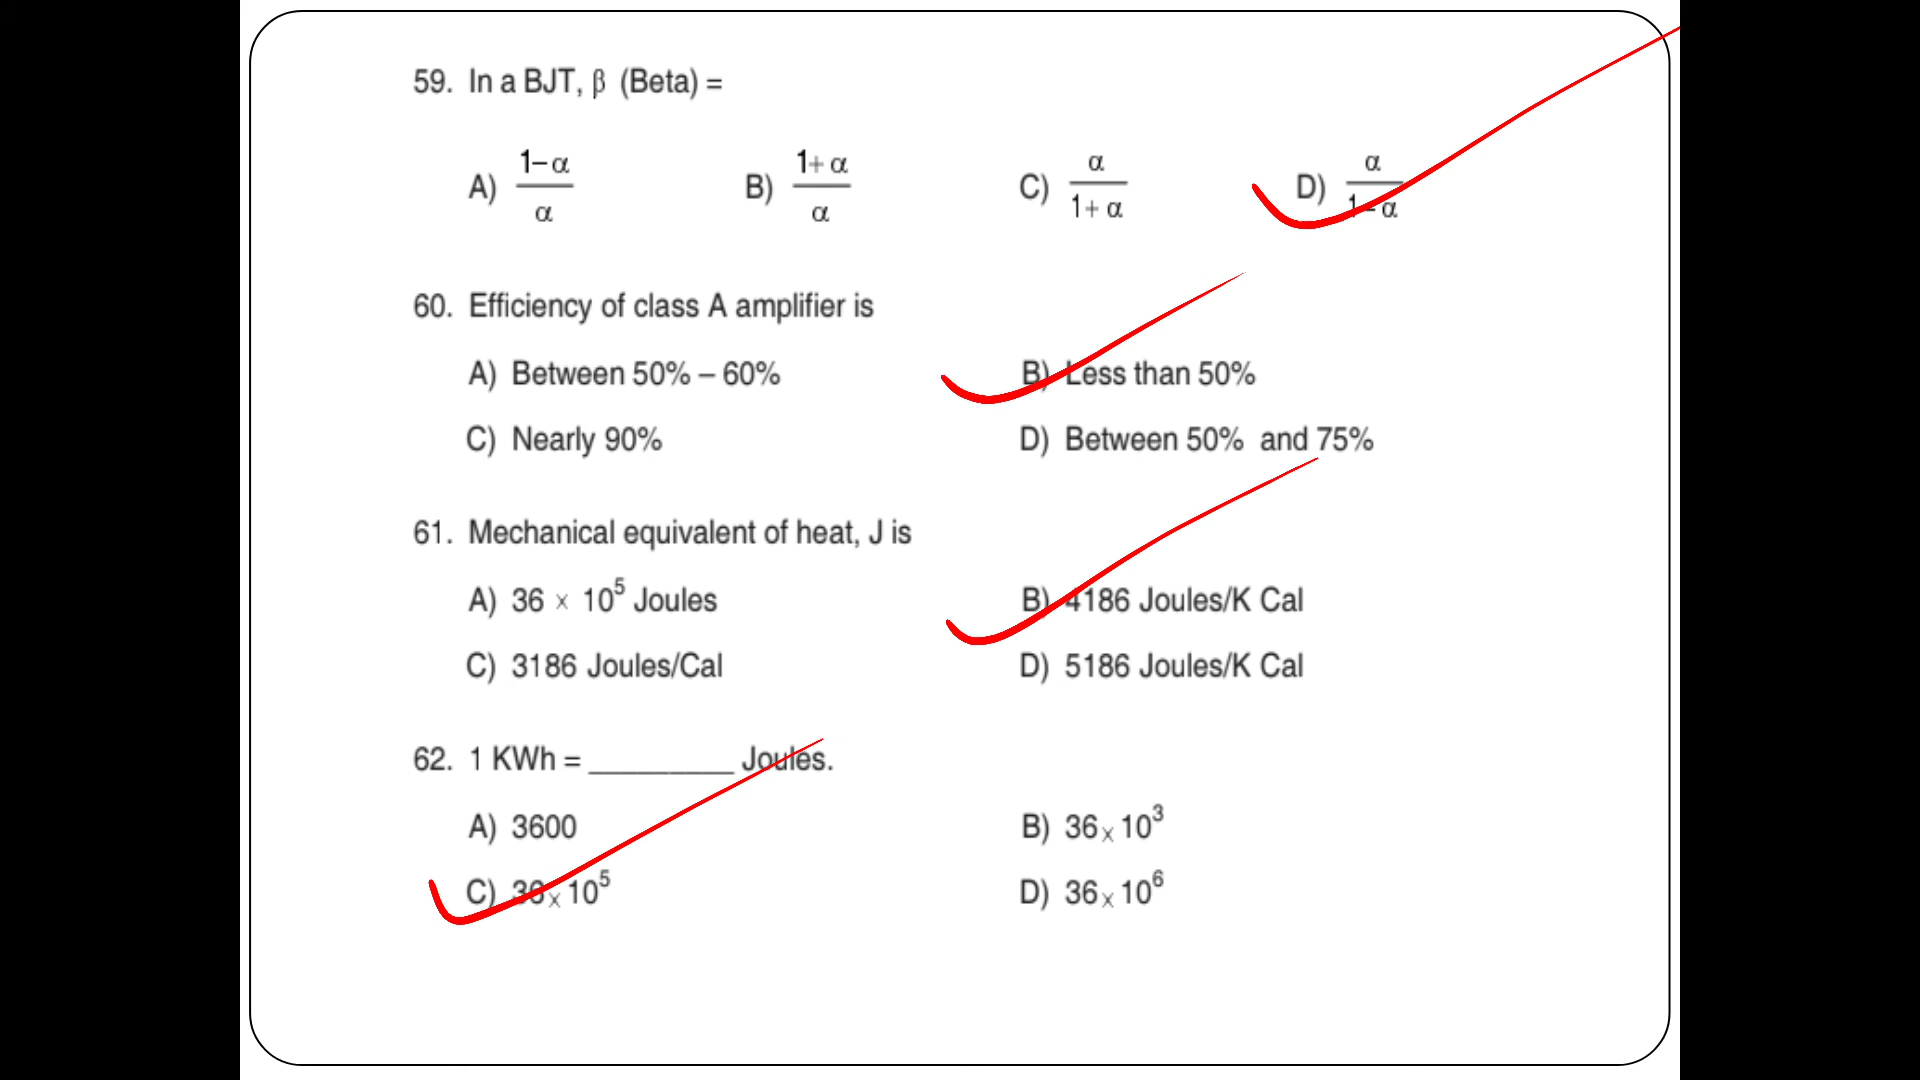 59. In a BJT, β (Beta) =
A) 1– α / α B) 1+ α / α C) α / 1+ α D) α / 1– α
60. Efficiency of class A amplifier is
A) Between 50% – 60% B) Less than 50%
C) Nearly 90% D) Between 50% and 75%
61. Mechanical equivalent of heat, J is
A) 36 × 10⁵ Joules B) 4186 Joules/K Cal
C) 3186 Joules/Cal D) 5186 Joules/K Cal
62. 1 KWh = _________ Joules.
A) 3600 B) 36×10³
C) 36×10⁵ D) 36×10⁶